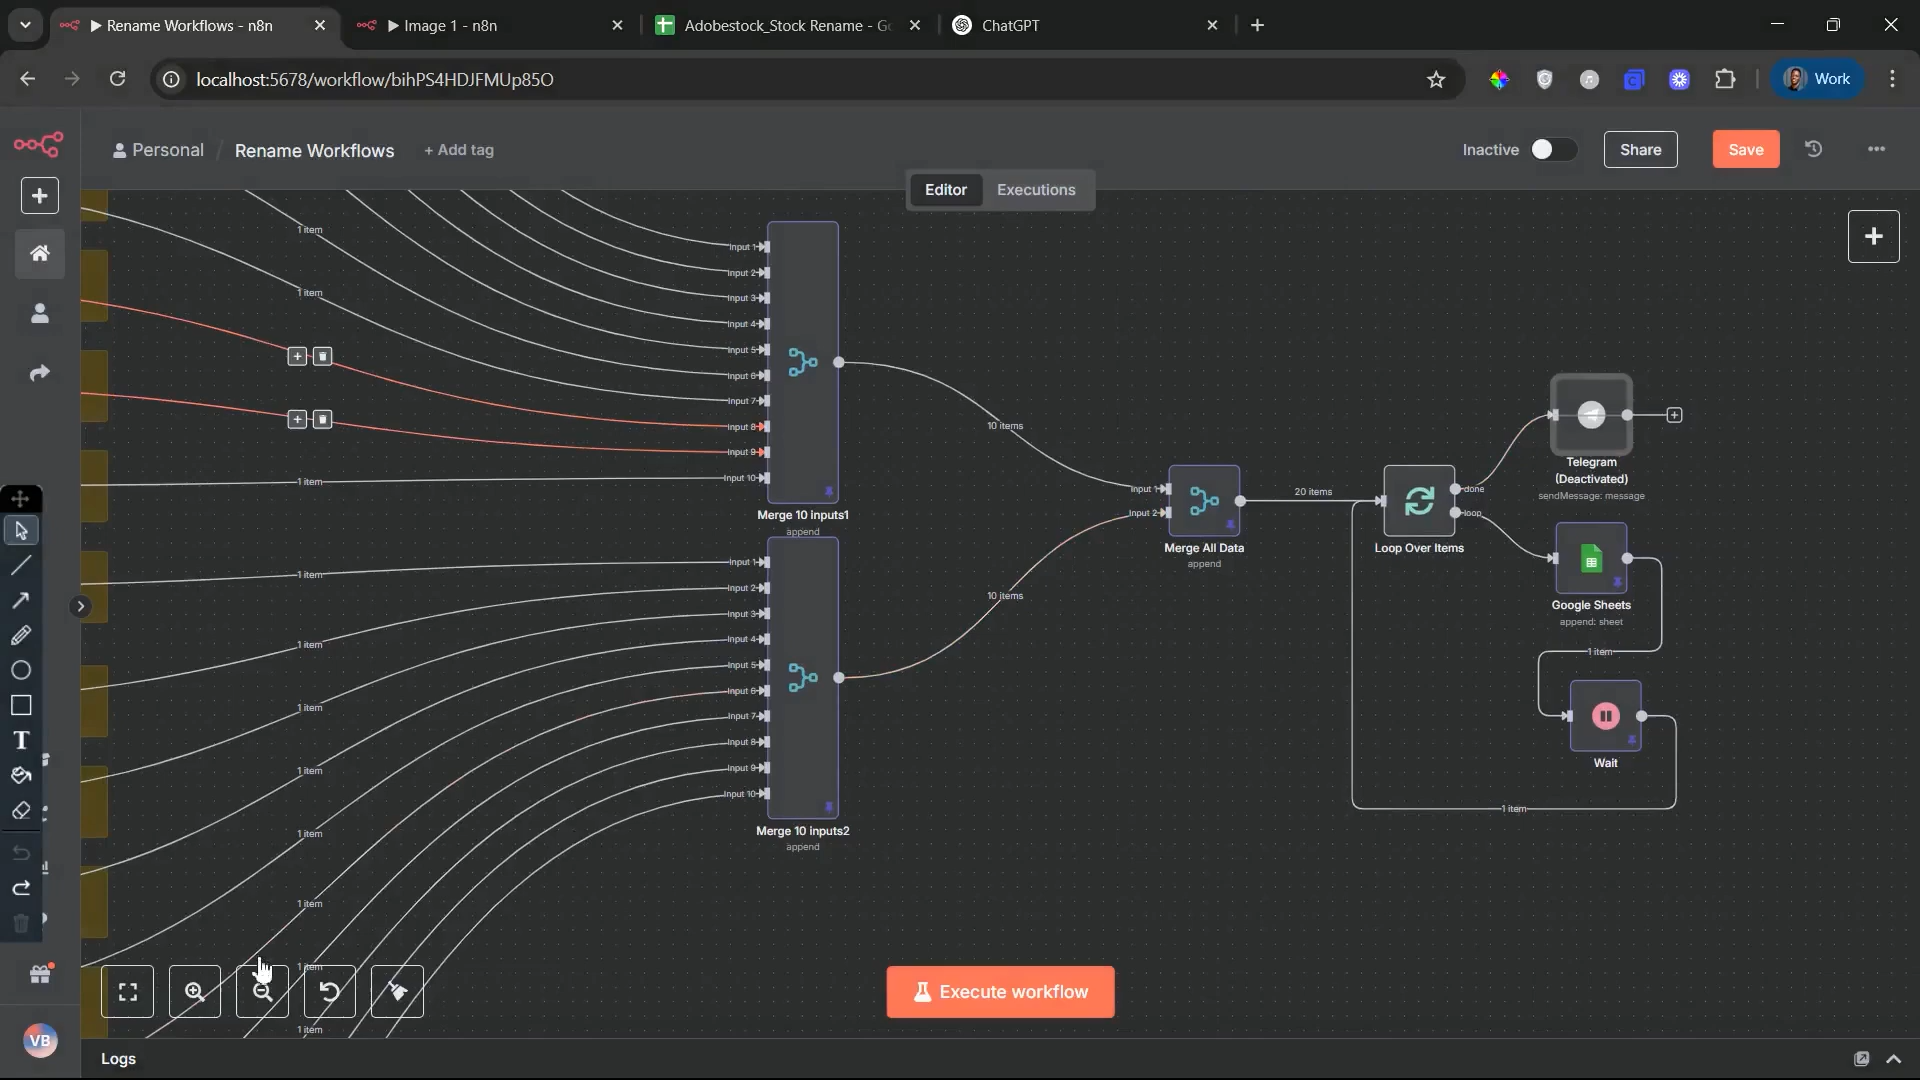 Rename Workflows - n8n
Image 1 - n8n
Adobestock_Stock Rename - Go
ChatGPT
localhost:5678/workflow/bihPS4HDJFMUp85O
Work
Personal / Rename Workflows + Add tag
Inactive
Share
Save
Editor
Executions
1 item
1 item
1 item
1 item
1 item
1 item
1 item
1 item
1 item
1 item
1 item
Input 1
Input 2
Input 3
Input 4
Input 5
Input 6
Input 7
Input 8
Input 9
Input 10
Merge 10 inputs1
append
Input 1
Input 2
Input 3
Input 4
Input 5
Input 6
Input 7
Input 8
Input 9
Input 10
Merge 10 inputs2
append
10 items
10 items
Input 1
Input 2
Merge All Data
append
20 items
done
loop
Loop Over Items
Telegram
(Deactivated)
sendMessage: message
Google Sheets
append: sheet
1 item
Wait
1 item
T
Execute workflow
VB
Logs